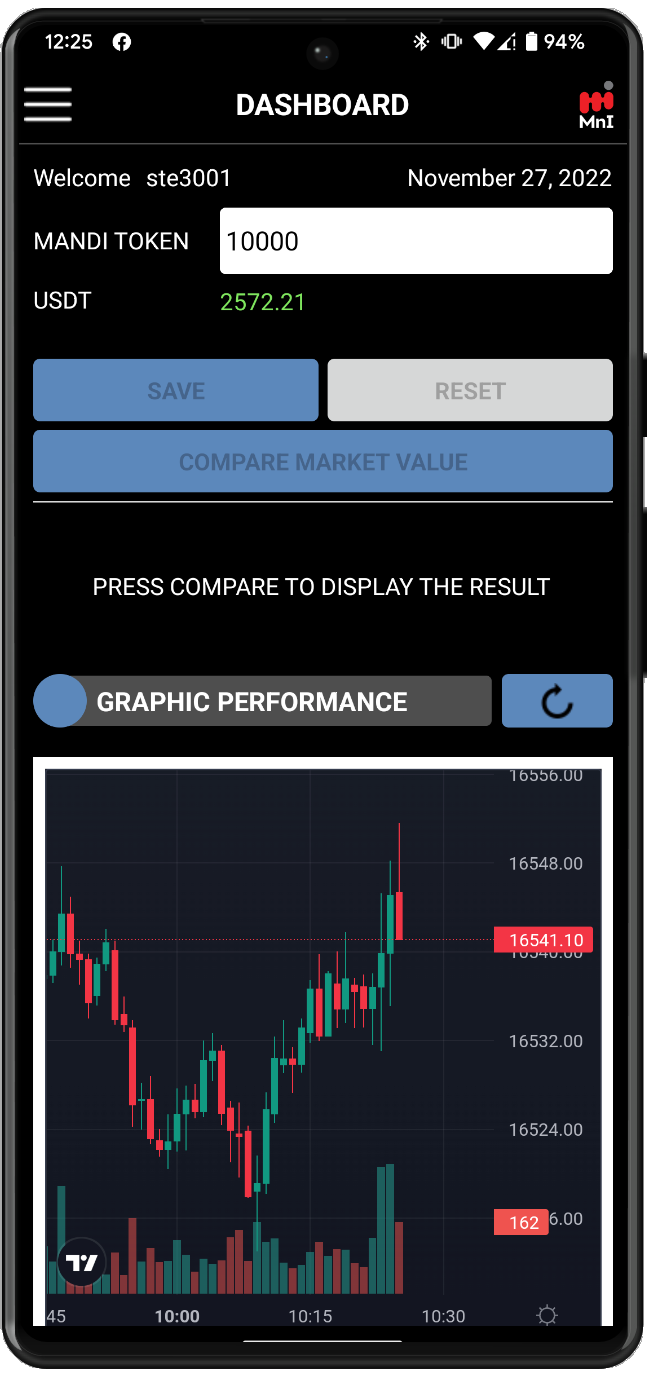 12:25 94%
DASHBOARD
MnI
Welcome ste3001 November 27, 2022
MANDI TOKEN 10000
USDT 2572.21
SAVE RESET
COMPARE MARKET VALUE
PRESS COMPARE TO DISPLAY THE RESULT
GRAPHIC PERFORMANCE
16556.00
16548.00
16541.10
16540.00
16532.00
16524.00
162 6.00
45 10:00 10:15 10:30